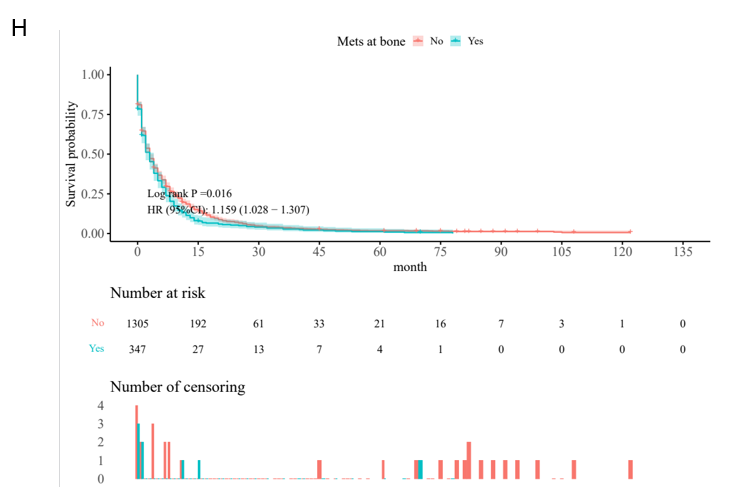 H
Mets at bone No Yes
Survival probability
1.00
0.75
0.50
0.25
0.00
Log rank P =0.016
HR (95%CI): 1.159 (1.028 − 1.307)
0 15 30 45 60 75 90 105 120 135
month
Number at risk
No 1305 192 61 33 21 16 7 3 1 0
Yes 347 27 13 7 4 1 0 0 0 0
Number of censoring
4
3
2
1
0